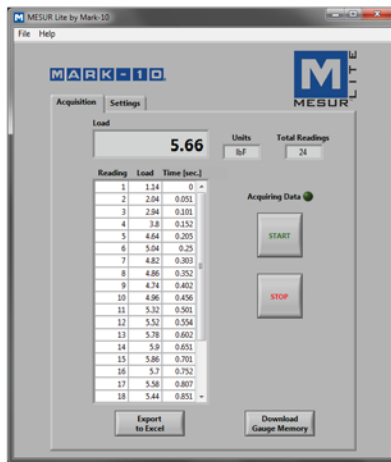 MESUR Lite by Mark-10
File Help
MARK-10
M
LITE
MESUR
Acquisition Settings
Load
5.66
Units
lbF
Total Readings
24
Reading Load Time [sec.]
1 1.14 0
2 2.04 0.051
3 2.94 0.101
4 3.8 0.152
5 4.64 0.205
6 5.04 0.25
7 4.82 0.303
8 4.86 0.352
9 4.74 0.402
10 4.96 0.456
11 5.32 0.501
12 5.52 0.554
13 5.78 0.602
14 5.9 0.651
15 5.86 0.701
16 5.7 0.752
17 5.58 0.807
18 5.44 0.851
Acquiring Data
START
STOP
Export
to Excel
Download
Gauge Memory